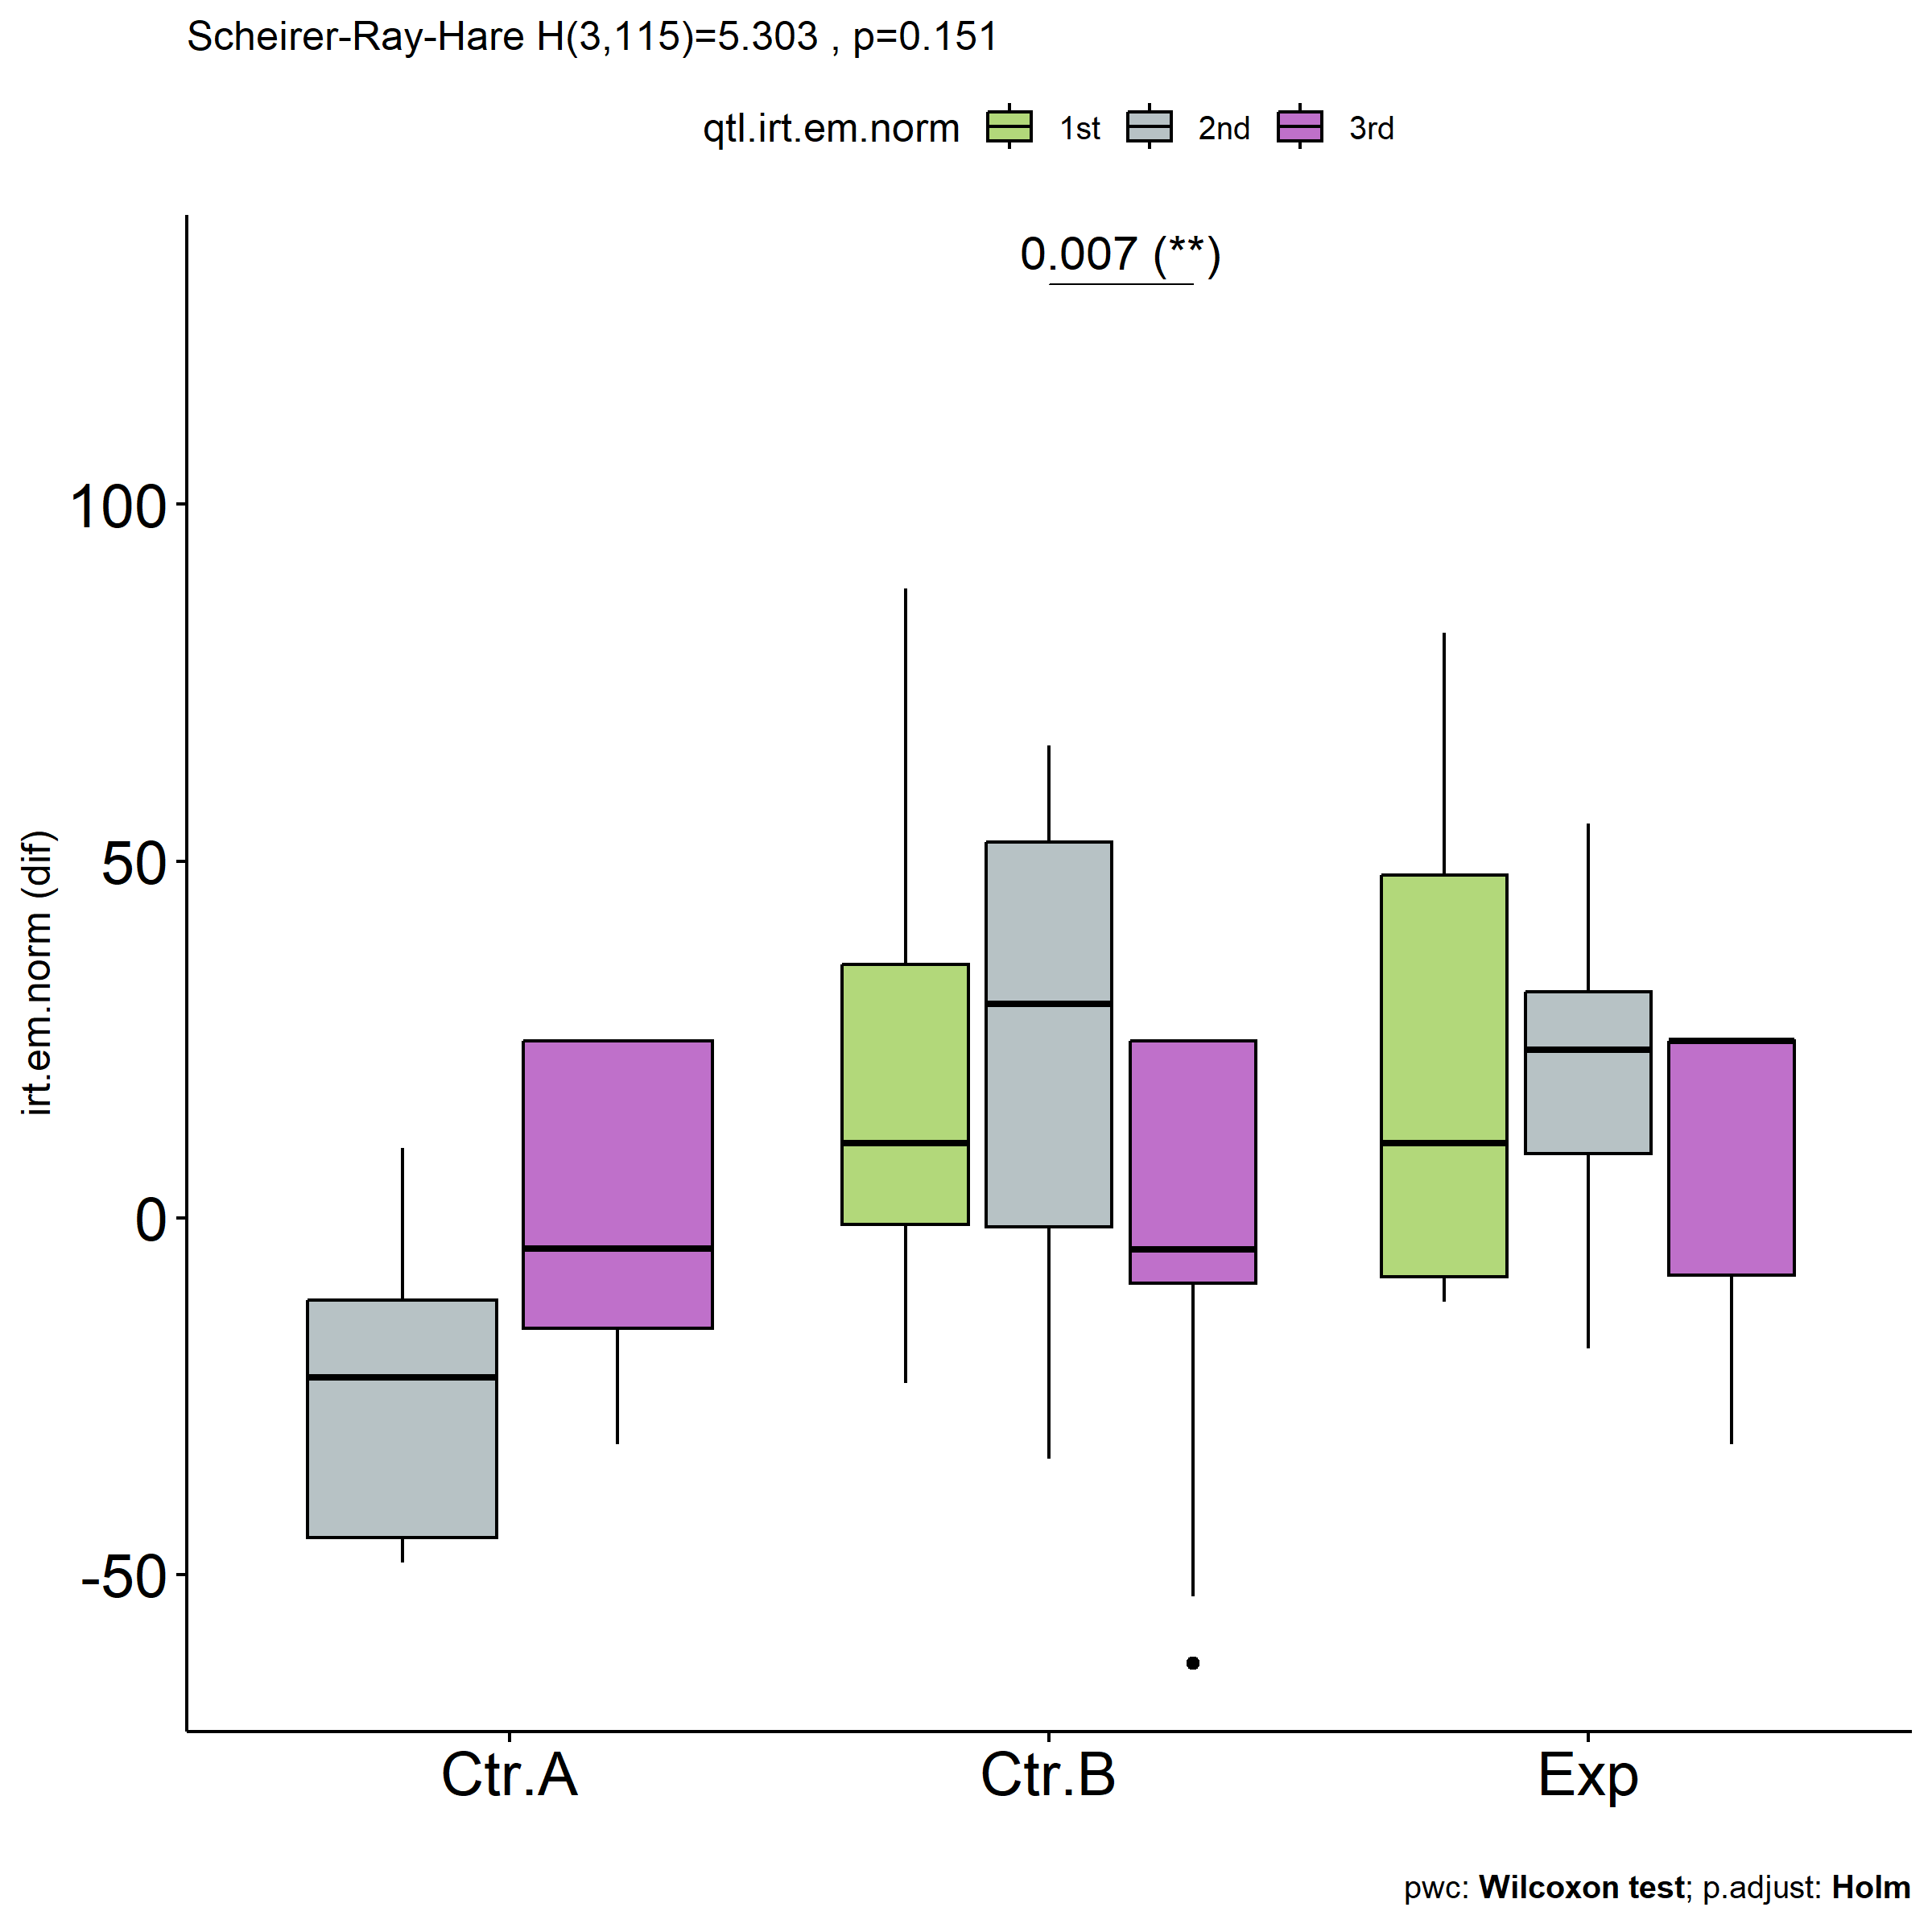 Scheirer-Ray-Hare H(3,115)=5.303 , p=0.151
qtl.irt.em.norm 1st 2nd 3rd
0.007 (**)
100
50
0
-50
irt.em.norm (dif)
Ctr.A Ctr.B Exp
pwc: Wilcoxon test; p.adjust: Holm